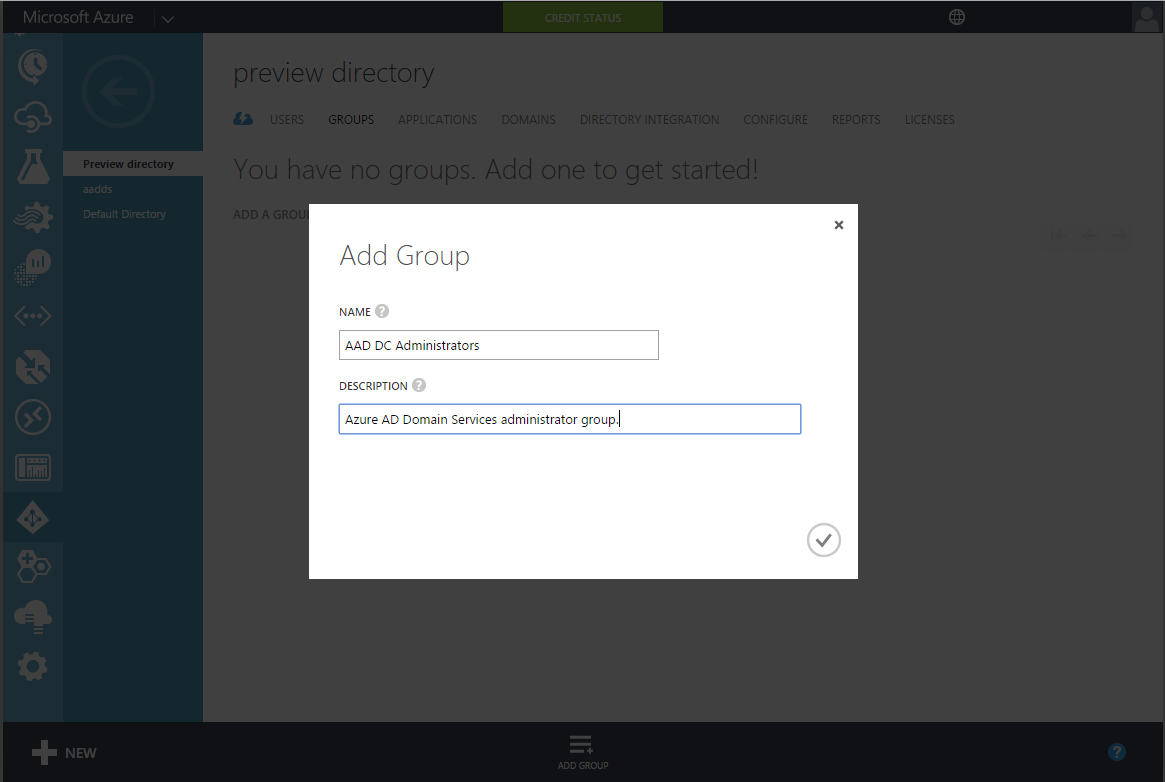 Microsoft Azure
CREDIT STATUS
preview directory
USERS GROUPS APPLICATIONS DOMAINS DIRECTORY INTEGRATION CONFIGURE REPORTS LICENSES
Preview directory
aadds
Default Directory
You have no groups. Add one to get started!
ADD A GROU
Add Group
NAME ?
AAD DC Administrators
DESCRIPTION ?
Azure AD Domain Services administrator group.
NEW
ADD GROUP
?